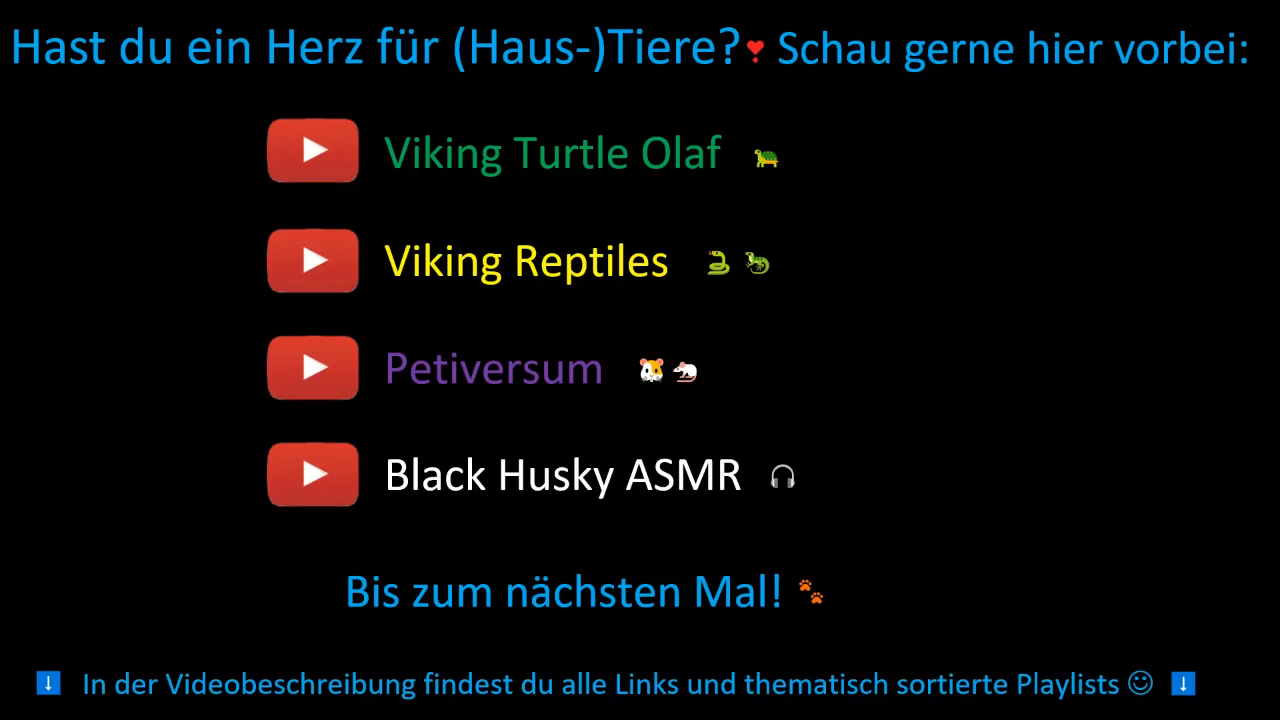 Hast du ein Herz für (Haus-)Tiere?❣ Schau gerne hier vorbei:
Viking Turtle Olaf 🐢
Viking Reptiles 🐍 🦎
Petiversum 🐹 🐁
Black Husky ASMR 🎧
Bis zum nächsten Mal! 🐾
⬇ In der Videobeschreibung findest du alle Links und thematisch sortierte Playlists ☺ ⬇